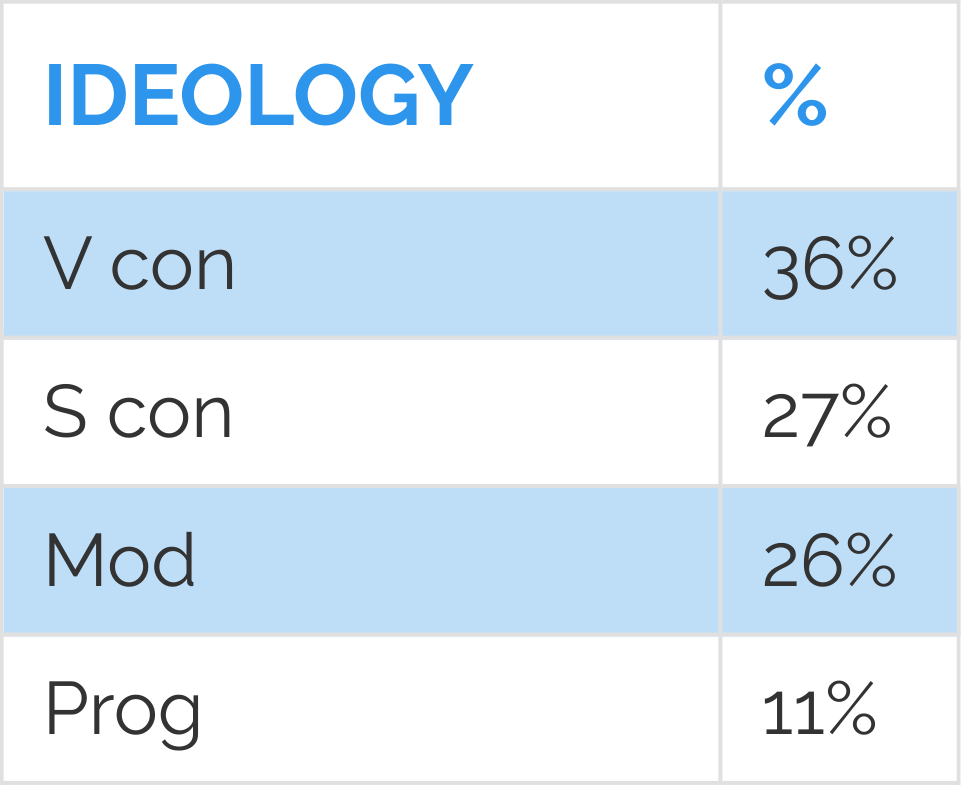 IDEOLOGY %
V con 36%
S con 27%
Mod 26%
Prog 11%